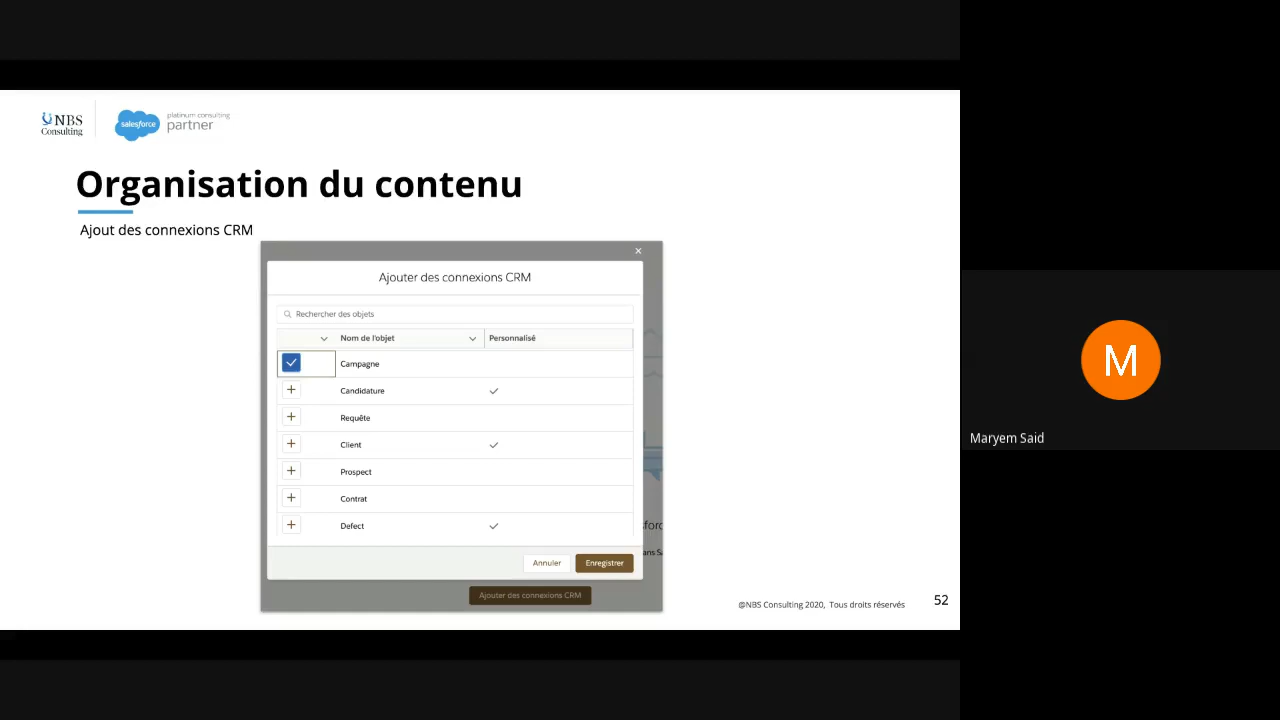 NBS
Consulting
salesforce
platinum consulting
partner
Organisation du contenu
Ajout des connexions CRM
Ajouter des connexions CRM
Rechercher des objets
Nom de l'objet Personnalisé
Campagne
Candidature
Requête
Client
Prospect
Contrat
Defect
Annuler Enregistrer
Ajouter des connexions CRM
@NBS Consulting 2020, Tous droits réservés
52
M
Maryem Said